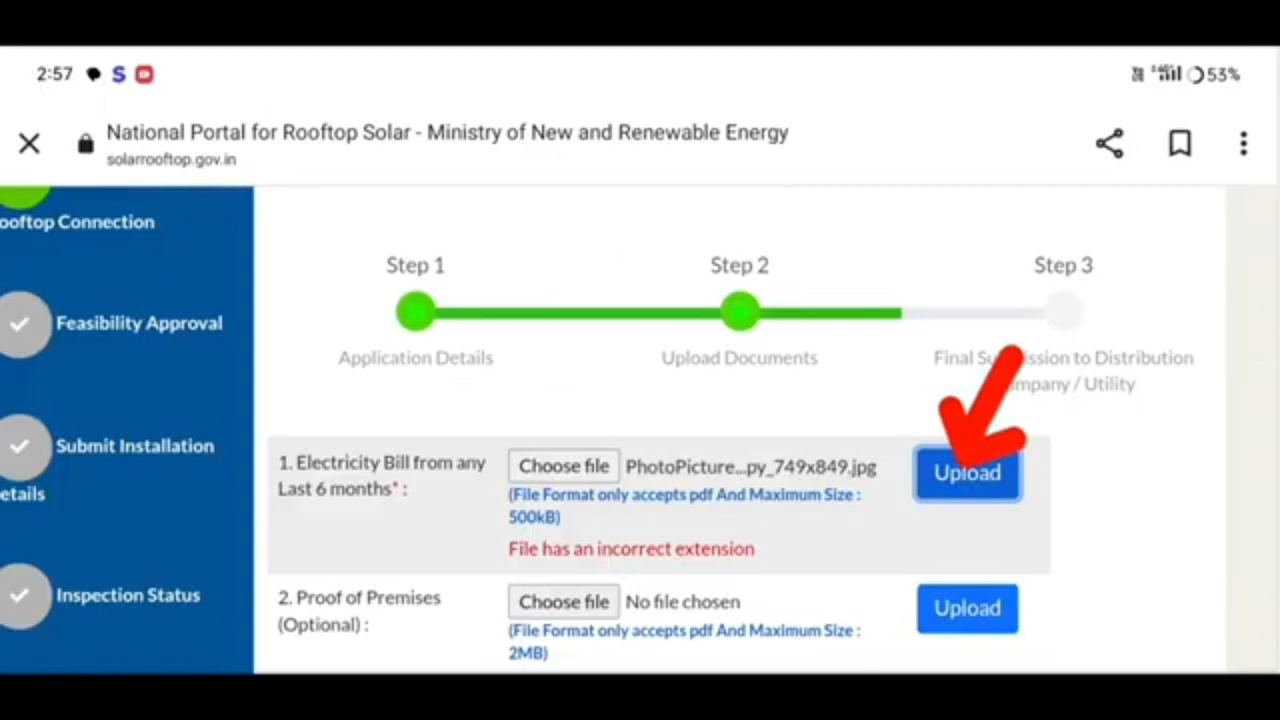 2:57 S 53%
National Portal for Rooftop Solar - Ministry of New and Renewable Energy
solarrooftop.gov.in
ooftop Connection
Feasibility Approval
Submit Installation
etails
Inspection Status
Step 1
Step 2
Step 3
Application Details
Upload Documents
Final Su ission to Distribution
mpany / Utility
1. Electricity Bill from any
Last 6 months* :
Choose file PhotoPicture...py_749x849.jpg
(File Format only accepts pdf And Maximum Size :
500kB)
File has an incorrect extension
Upload
2. Proof of Premises
(Optional) :
Choose file No file chosen
(File Format only accepts pdf And Maximum Size :
2MB)
Upload